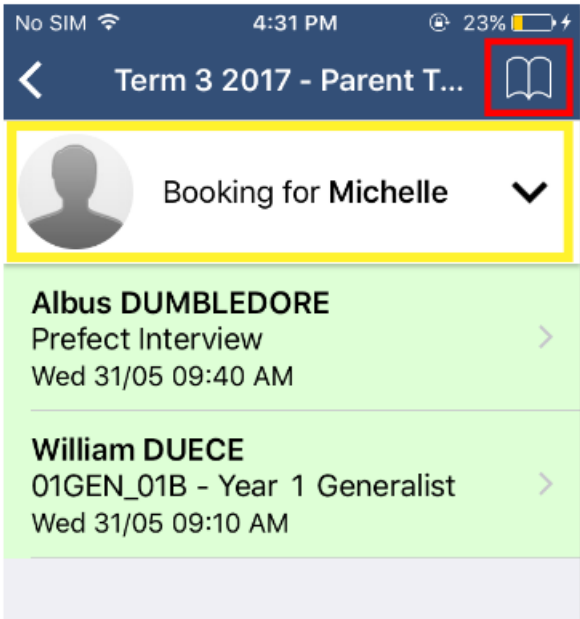 No SIM 4:31 PM 23%
Term 3 2017 - Parent T...
Booking for Michelle
Albus DUMBLEDORE
Prefect Interview
Wed 31/05 09:40 AM
William DUECE
01GEN_01B - Year 1 Generalist
Wed 31/05 09:10 AM